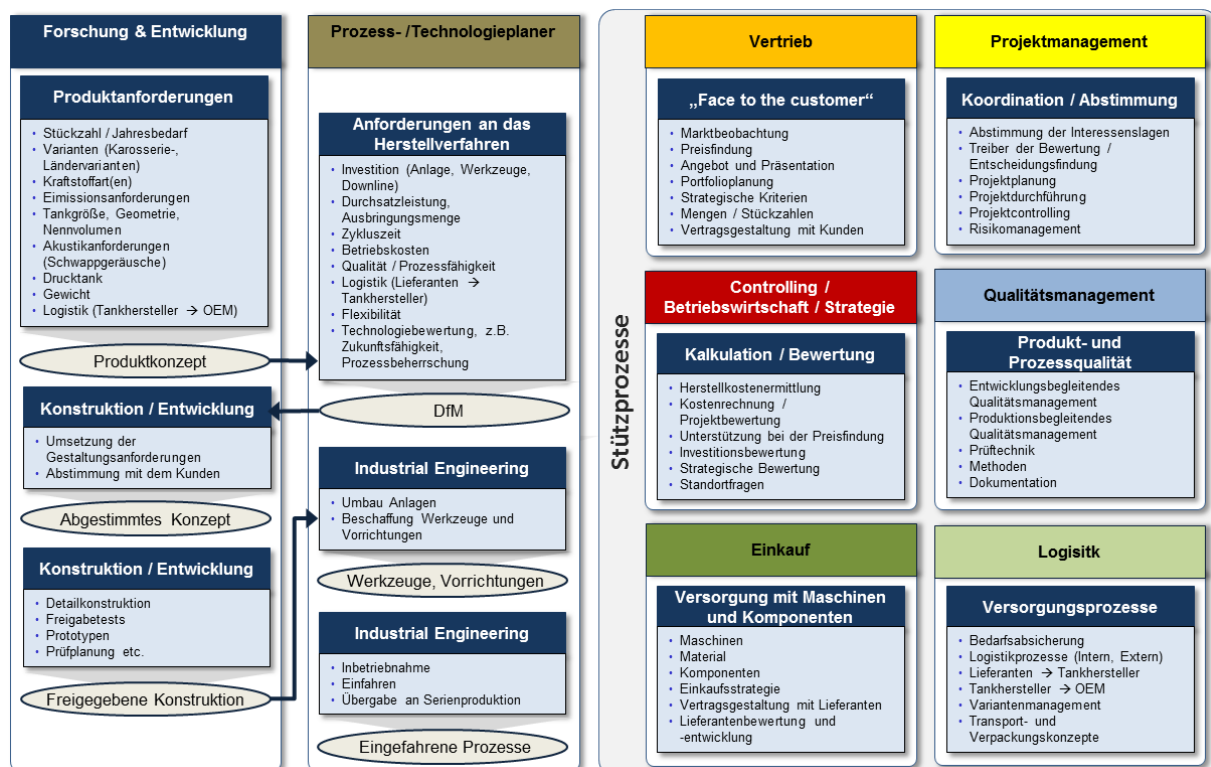 Forschung & Entwicklung
Produktanforderungen
• Stückzahl / Jahresbedarf
• Varianten (Karosserie-,
Ländervarianten)
• Kraftstoffart(en)
• Eimissionsanforderungen
• Tankgröße, Geometrie,
Nennvolumen
• Akustikanforderungen
(Schwappgeräusche)
• Drucktank
• Gewicht
• Logistik (Tankhersteller → OEM)
Produktkonzept
Konstruktion / Entwicklung
• Umsetzung der
Gestaltungsanforderungen
• Abstimmung mit dem Kunden
Abgestimmtes Konzept
Konstruktion / Entwicklung
• Detailkonstruktion
• Freigabetests
• Prototypen
• Prüfplanung etc.
Freigegebene Konstruktion
Prozess- /Technologieplaner
Anforderungen an das
Herstellverfahren
• Investition (Anlage, Werkzeuge,
Downline)
• Durchsatzleistung,
Ausbringungsmenge
• Zykluszeit
• Betriebskosten
• Qualität / Prozessfähigkeit
• Logistik (Lieferanten →
Tankhersteller)
• Flexibilität
• Technologiebewertung, z.B.
Zukunftsfähigkeit,
Prozessbeherrschung
DfM
Industrial Engineering
• Umbau Anlagen
• Beschaffung Werkzeuge und
Vorrichtungen
Werkzeuge, Vorrichtungen
Industrial Engineering
• Inbetriebnahme
• Einfahren
• Übergabe an Serienproduktion
Eingefahrene Prozesse
Stützprozesse
Vertrieb
„Face to the customer“
• Marktbeobachtung
• Preisfindung
• Angebot und Präsentation
• Portfolioplanung
• Strategische Kriterien
• Mengen / Stückzahlen
• Vertragsgestaltung mit Kunden
Projektmanagement
Koordination / Abstimmung
• Abstimmung der Interessenslagen
• Treiber der Bewertung /
Entscheidungsfindung
• Projektplanung
• Projektdurchführung
• Projektcontrolling
• Risikomanagement
Controlling /
Betriebswirtschaft / Strategie
Kalkulation / Bewertung
• Herstellkostenermittlung
• Kostenrechnung /
Projektbewertung
• Unterstützung bei der Preisfindung
• Investitionsbewertung
• Strategische Bewertung
• Standortfragen
Qualitätsmanagement
Produkt- und
Prozessqualität
• Entwicklungsbegleitendes
Qualitätsmanagement
• Produktionsbegleitendes
Qualitätsmanagement
• Prüftechnik
• Methoden
• Dokumentation
Einkauf
Versorgung mit Maschinen
und Komponenten
• Maschinen
• Material
• Komponenten
• Einkaufsstrategie
• Vertragsgestaltung mit Lieferanten
• Lieferantenbewertung und
-entwicklung
Logisitk
Versorgungsprozesse
• Bedarfsabsicherung
• Logistikprozesse (Intern, Extern)
• Lieferanten → Tankhersteller
• Tankhersteller → OEM
• Variantenmanagement
• Transport- und
Verpackungskonzepte